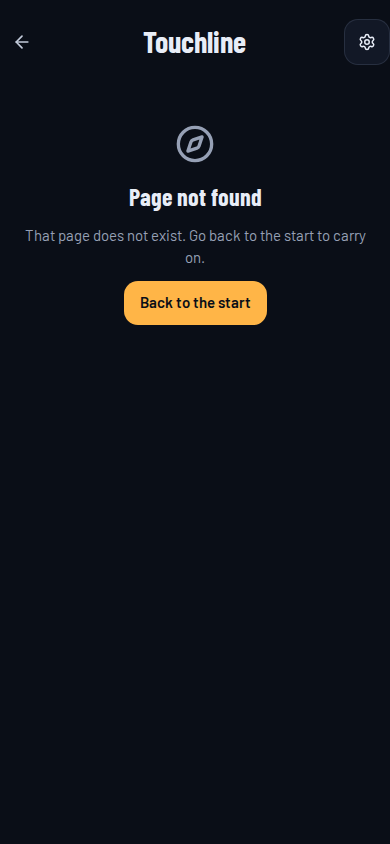 Touchline
Page not found
That page does not exist. Go back to the start to carry
on.
Back to the start